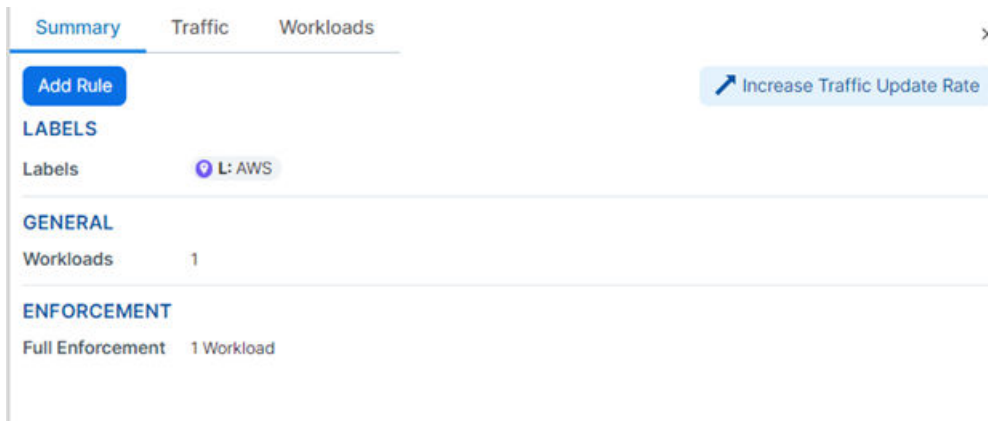 Summary Traffic Workloads
Add Rule Increase Traffic Update Rate
LABELS
Labels L: AWS
GENERAL
Workloads 1
ENFORCEMENT
Full Enforcement 1 Workload